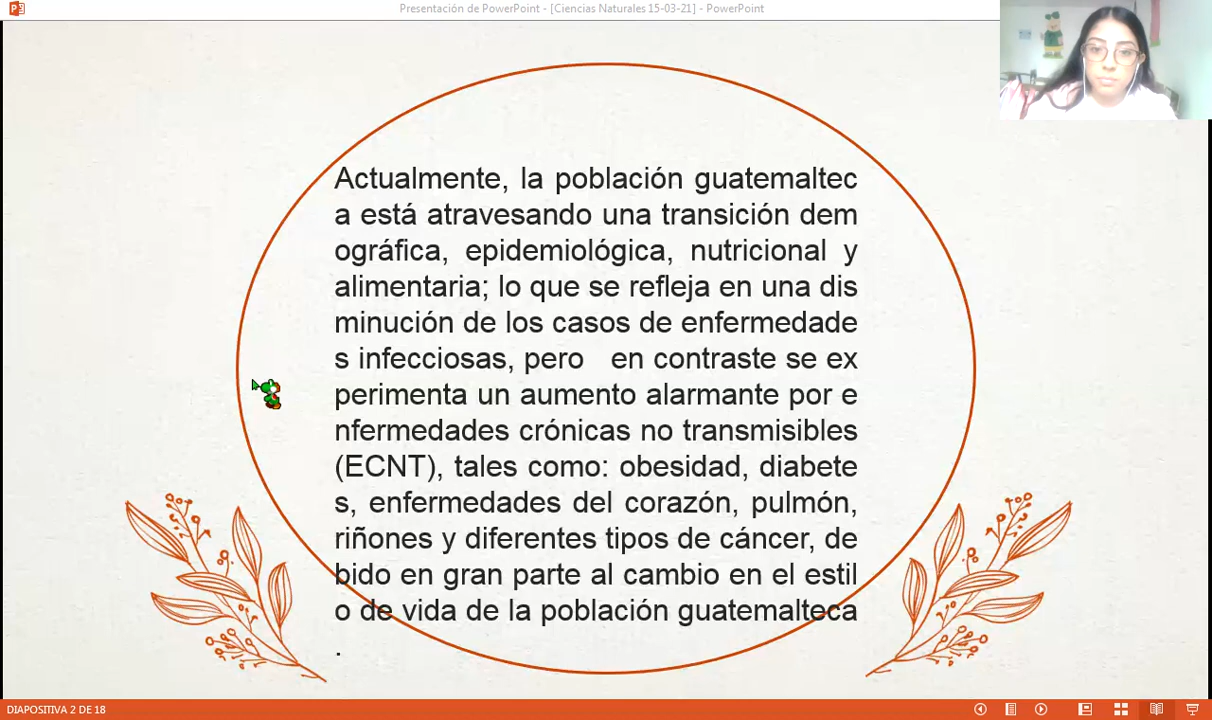 Presentación de PowerPoint - [Ciencias Naturales 15-03-21] - PowerPoint
Actualmente, la población guatemaltec
a está atravesando una transición dem
ográfica, epidemiológica, nutricional y
alimentaria; lo que se refleja en una dis
minución de los casos de enfermedade
s infecciosas, pero en contraste se ex
perimenta un aumento alarmante por e
nfermedades crónicas no transmisibles
(ECNT), tales como: obesidad, diabete
s, enfermedades del corazón, pulmón,
riñones y diferentes tipos de cáncer, de
bido en gran parte al cambio en el estil
o de vida de la población guatemalteca
.
DIAPOSITIVA 2 DE 18